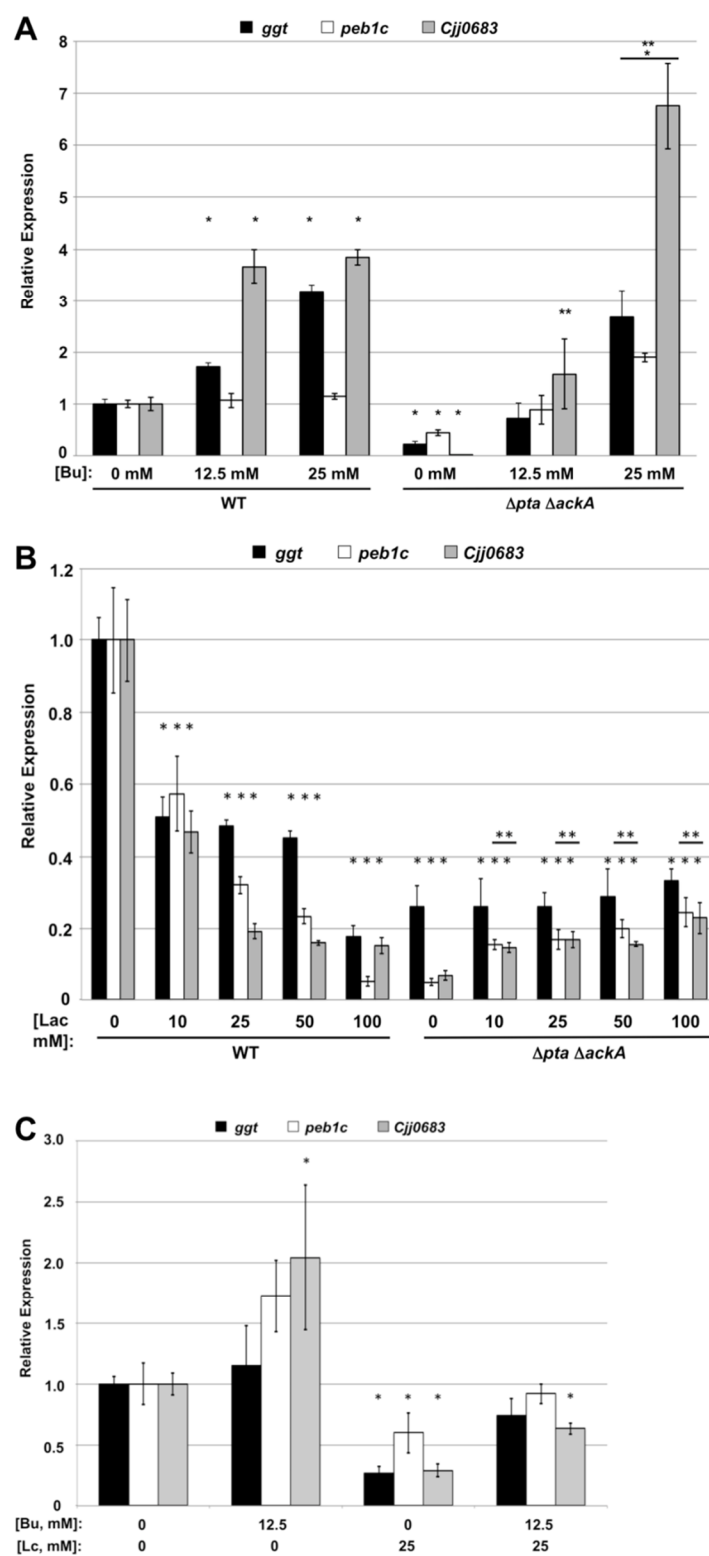 A
ggt peb1c Cjj0683
8
7
6
5
4
3
2
1
0
Relative Expression
* * * *
* * *
**
**
*
[Bu]: 0 mM 12.5 mM 25 mM 0 mM 12.5 mM 25 mM
WT Δpta ΔackA
B
ggt peb1c Cjj0683
1.2
1.0
0.8
0.6
0.4
0.2
0
Relative Expression
* * *
* * * * * *
** ** ** **
* * * * * * * * * * * * * * * * * *
[Lac 0 10 25 50 100 0 10 25 50 100
mM]:
WT Δpta ΔackA
C
ggt peb1c Cjj0683
3.0
2.5
2.0
1.5
1.0
0.5
0
Relative Expression
*
* * * *
[Bu, mM]: 0 12.5 0 12.5
[Lc, mM]: 0 0 25 25